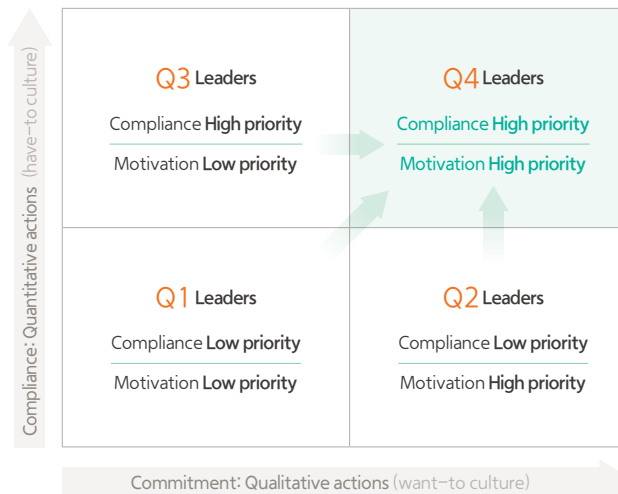 Compliance: Quantitative actions (have-to culture)
Q3 Leaders
Compliance High priority
Motivation Low priority
Q4 Leaders
Compliance High priority
Motivation High priority
Q1 Leaders
Compliance Low priority
Motivation Low priority
Q2 Leaders
Compliance Low priority
Motivation High priority
Commitment: Qualitative actions (want-to culture)